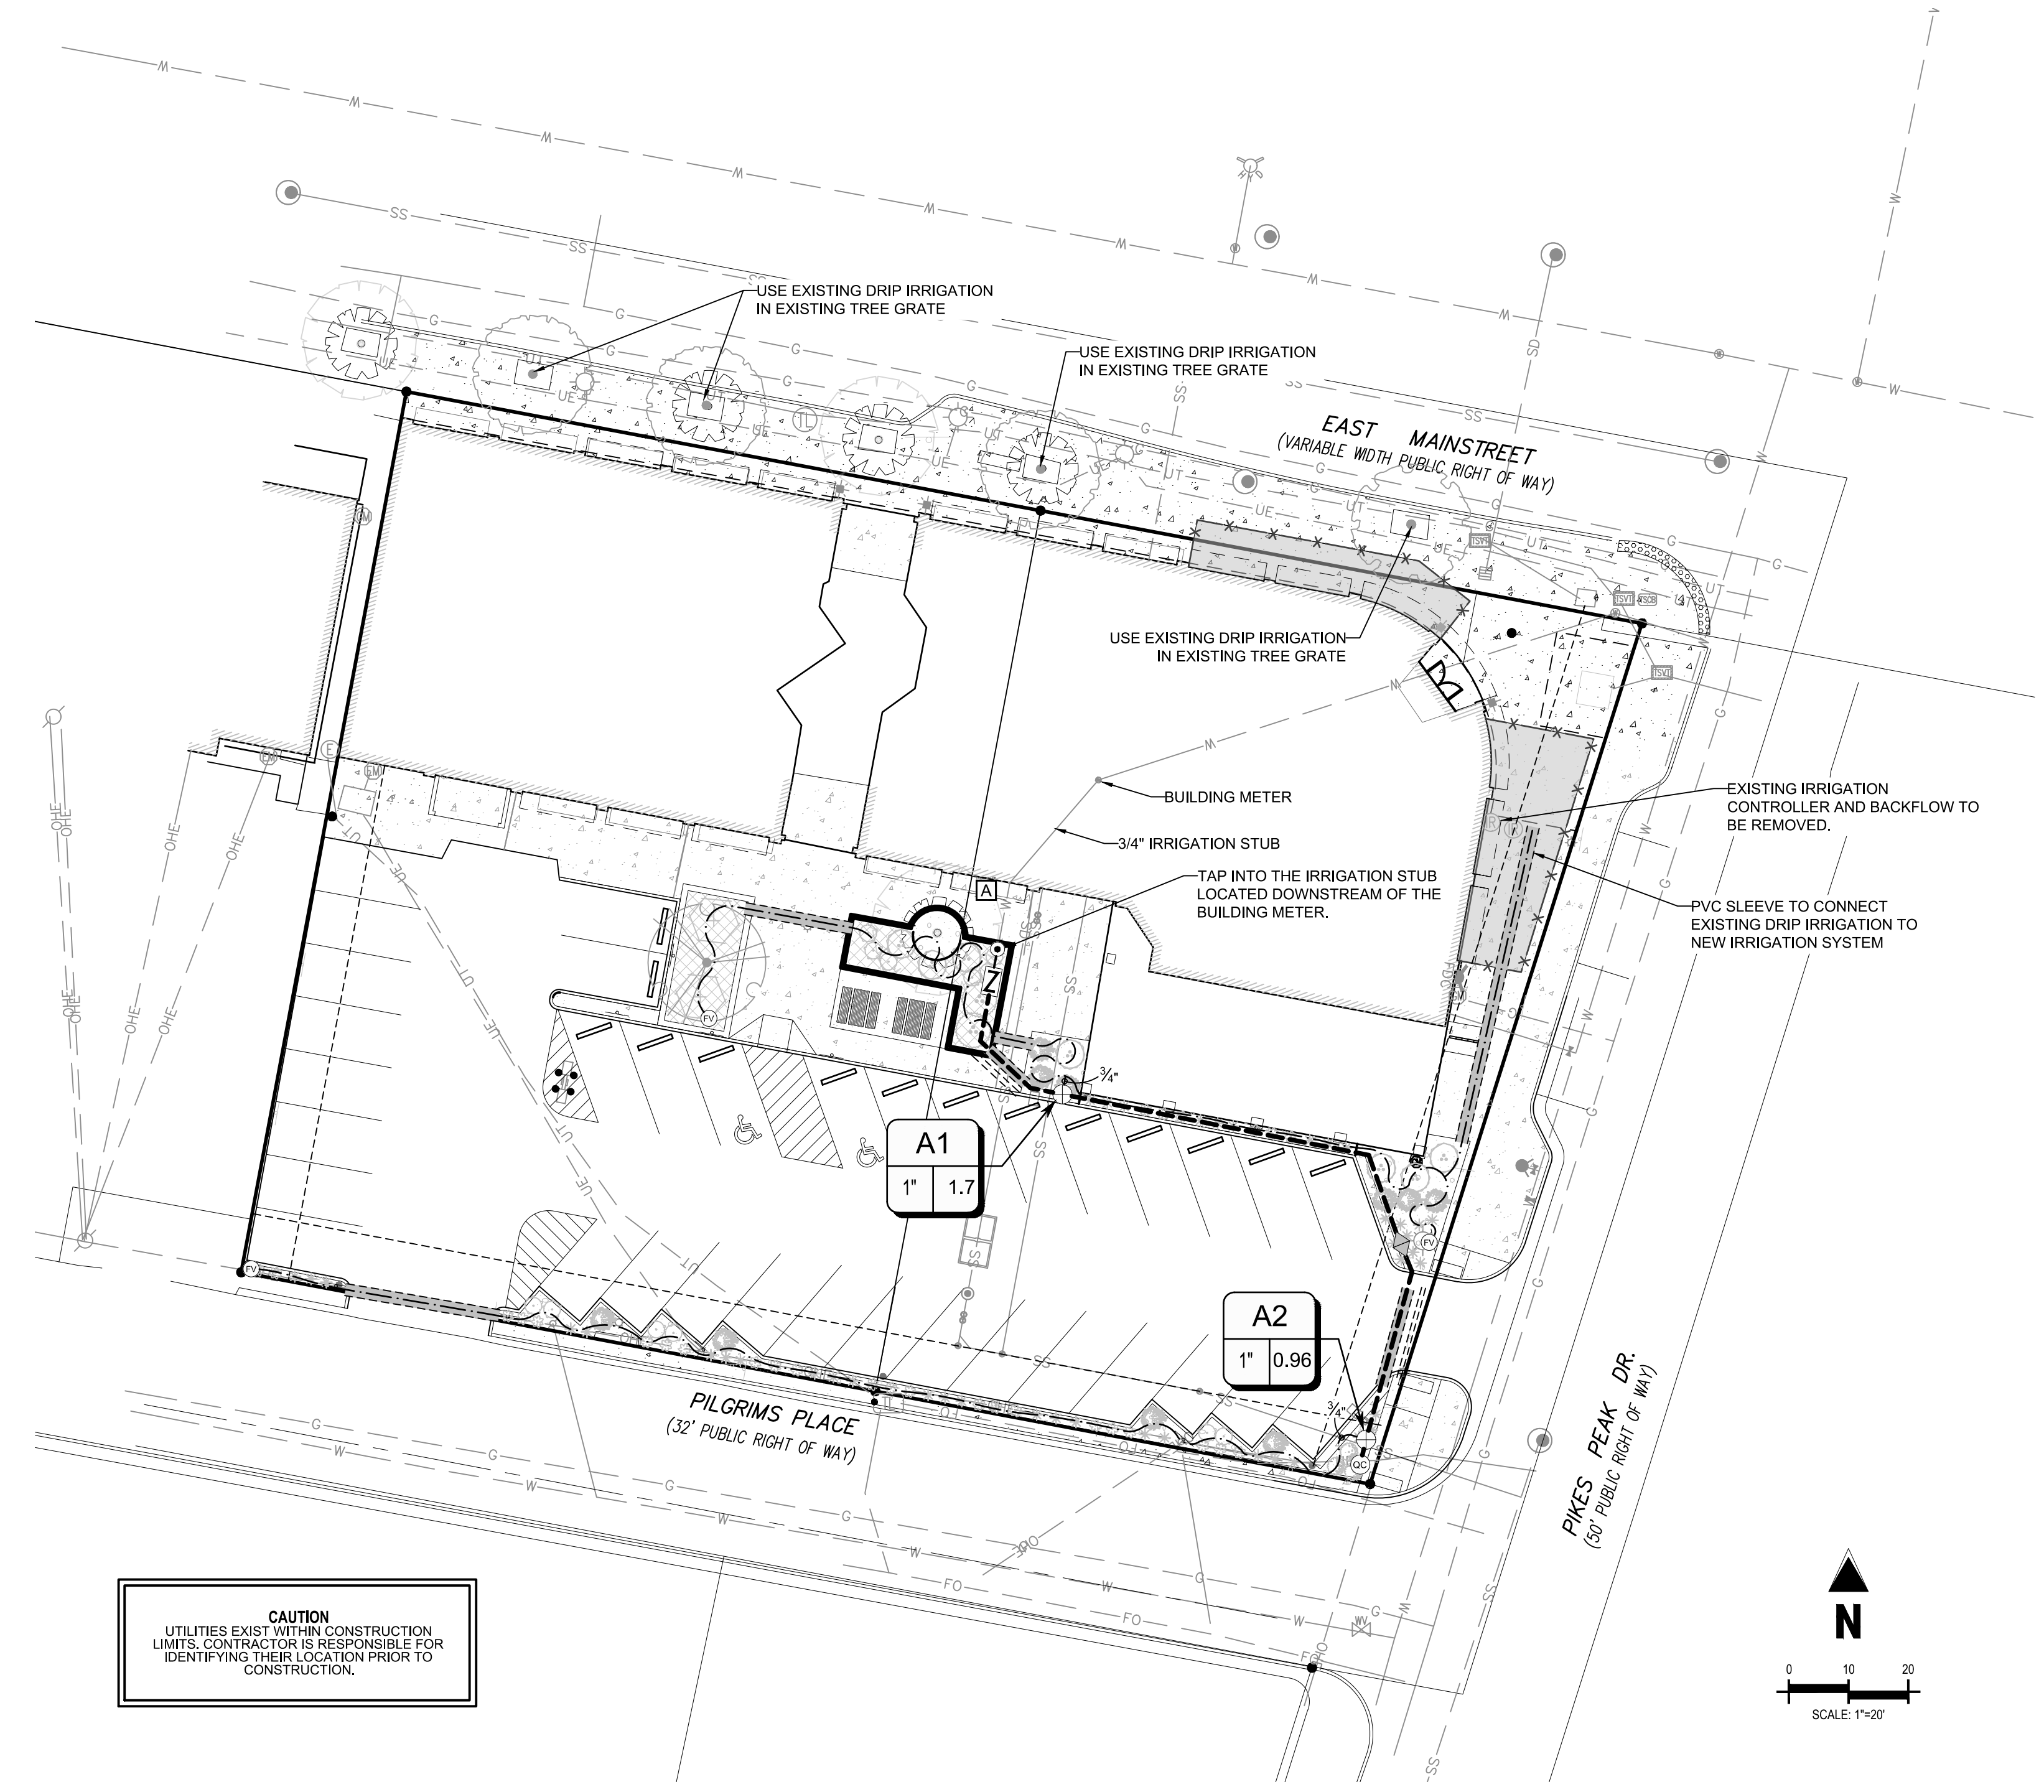 USE EXISTING DRIP IRRIGATION
IN EXISTING TREE GRATE
USE EXISTING DRIP IRRIGATION
IN EXISTING TREE GRATE
EAST MAINSTREET
(VARIABLE WIDTH PUBLIC RIGHT OF WAY)
USE EXISTING DRIP IRRIGATION
IN EXISTING TREE GRATE
BUILDING METER
3/4" IRRIGATION STUB
TAP INTO THE IRRIGATION STUB
LOCATED DOWNSTREAM OF THE
BUILDING METER.
EXISTING IRRIGATION
CONTROLLER AND BACKFLOW TO
BE REMOVED.
PVC SLEEVE TO CONNECT
EXISTING DRIP IRRIGATION TO
NEW IRRIGATION SYSTEM
A
Z
3/4"
A1
1" 1.7
A2
1" 0.96
3/4"
FV
FV
FV
QC
PILGRIMS PLACE
(32' PUBLIC RIGHT OF WAY)
PIKES PEAK DR.
(50' PUBLIC RIGHT OF WAY)
CAUTION
UTILITIES EXIST WITHIN CONSTRUCTION
LIMITS. CONTRACTOR IS RESPONSIBLE FOR
IDENTIFYING THEIR LOCATION PRIOR TO
CONSTRUCTION.
N
0 10 20
SCALE: 1"=20'